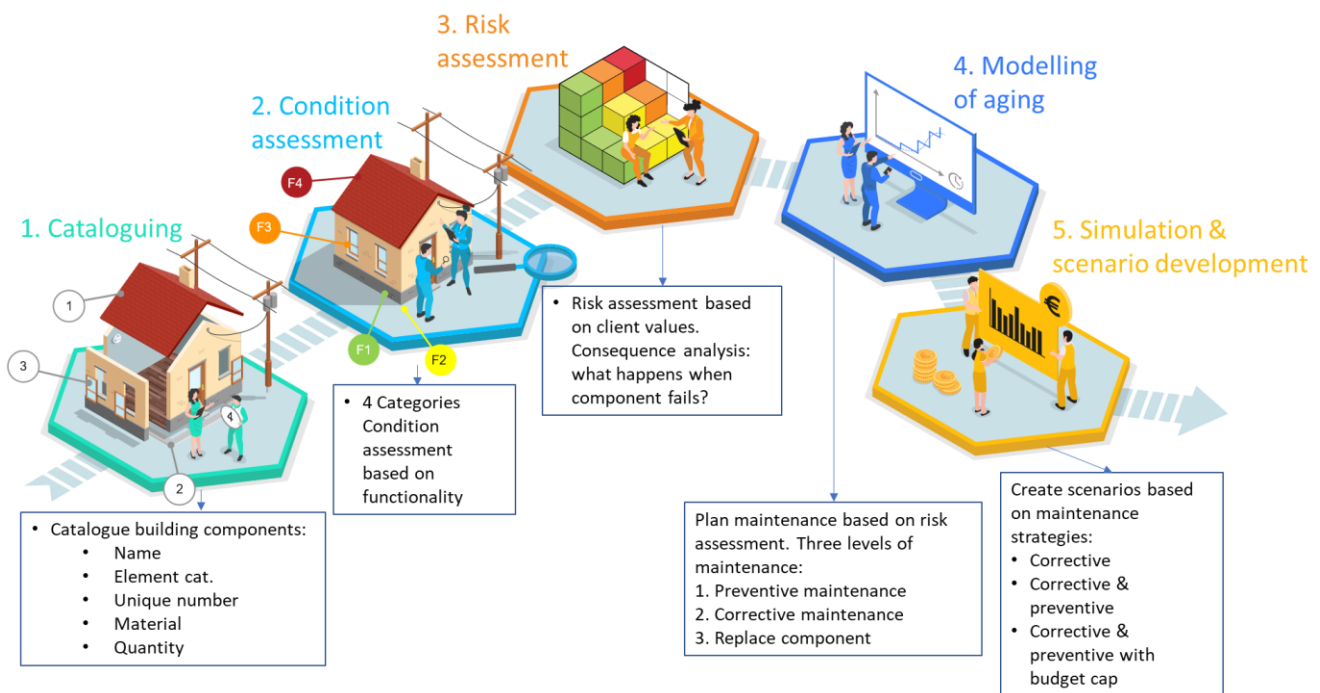 3. Risk
assessment
4. Modelling
of aging
2. Condition
assessment
F4
F3
F1
F2
1. Cataloguing
1
3
4
2
5. Simulation &
scenario development
€
• Risk assessment based
on client values.
Consequence analysis:
what happens when
component fails?
• 4 Categories
Condition
assessment
based on
functionality
• Catalogue building components:
• Name
• Element cat.
• Unique number
• Material
• Quantity
Plan maintenance based on risk
assessment. Three levels of
maintenance:
1. Preventive maintenance
2. Corrective maintenance
3. Replace component
Create scenarios based
on maintenance
strategies:
• Corrective
• Corrective &
preventive
• Corrective &
preventive with
budget cap